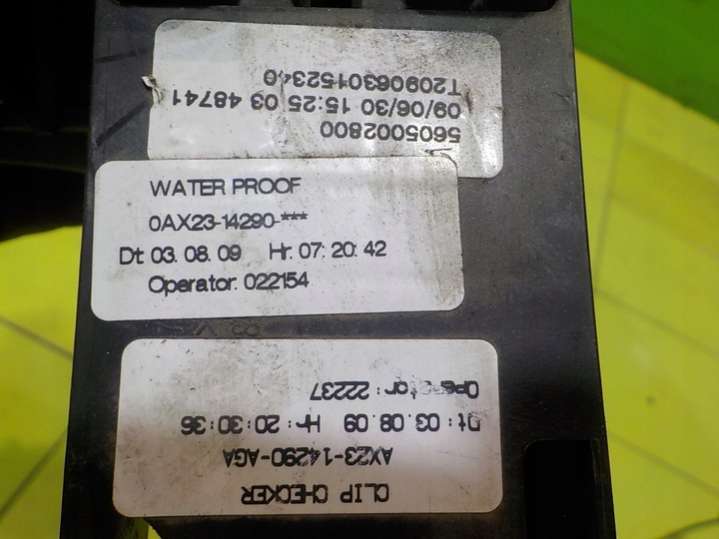 5605002800
09/06/30 15:25 03 48741
T2090630152340
WATER PROOF
0AX23-14290-***
Dt: 03. 08. 09 Hr: 07: 20: 42
Operator: 022154
CLIP CHECKER
AX23-14290-AGA
Dt: 03. 08. 09 Hr: 20: 30: 36
Operator: 22237